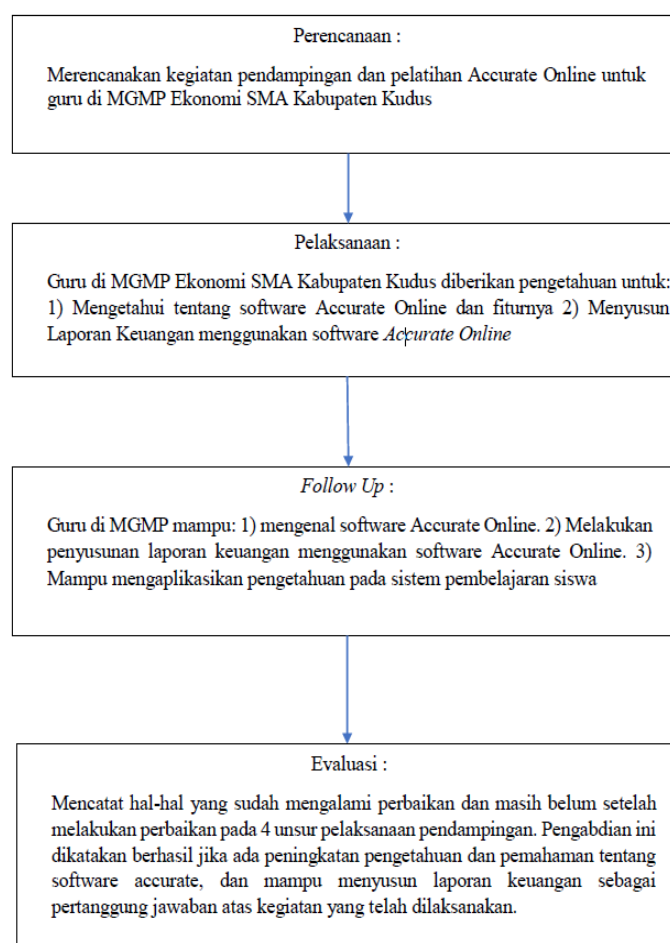 Perencanaan :
Merencanakan kegiatan pendampingan dan pelatihan Accurate Online untuk
guru di MGMP Ekonomi SMA Kabupaten Kudus
Pelaksanaan :
Guru di MGMP Ekonomi SMA Kabupaten Kudus diberikan pengetahuan untuk:
1) Mengetahui tentang software Accurate Online dan fiturnya 2) Menyusun
Laporan Keuangan menggunakan software Accurate Online
Follow Up :
Guru di MGMP mampu: 1) mengenal software Accurate Online. 2) Melakukan
penyusunan laporan keuangan menggunakan software Accurate Online. 3)
Mampu mengaplikasikan pengetahuan pada sistem pembelajaran siswa
Evaluasi :
Mencatat hal-hal yang sudah mengalami perbaikan dan masih belum setelah
melakukan perbaikan pada 4 unsur pelaksanaan pendampingan. Pengabdian ini
dikatakan berhasil jika ada peningkatan pengetahuan dan pemahaman tentang
software accurate, dan mampu menyusun laporan keuangan sebagai
pertanggung jawaban atas kegiatan yang telah dilaksanakan.